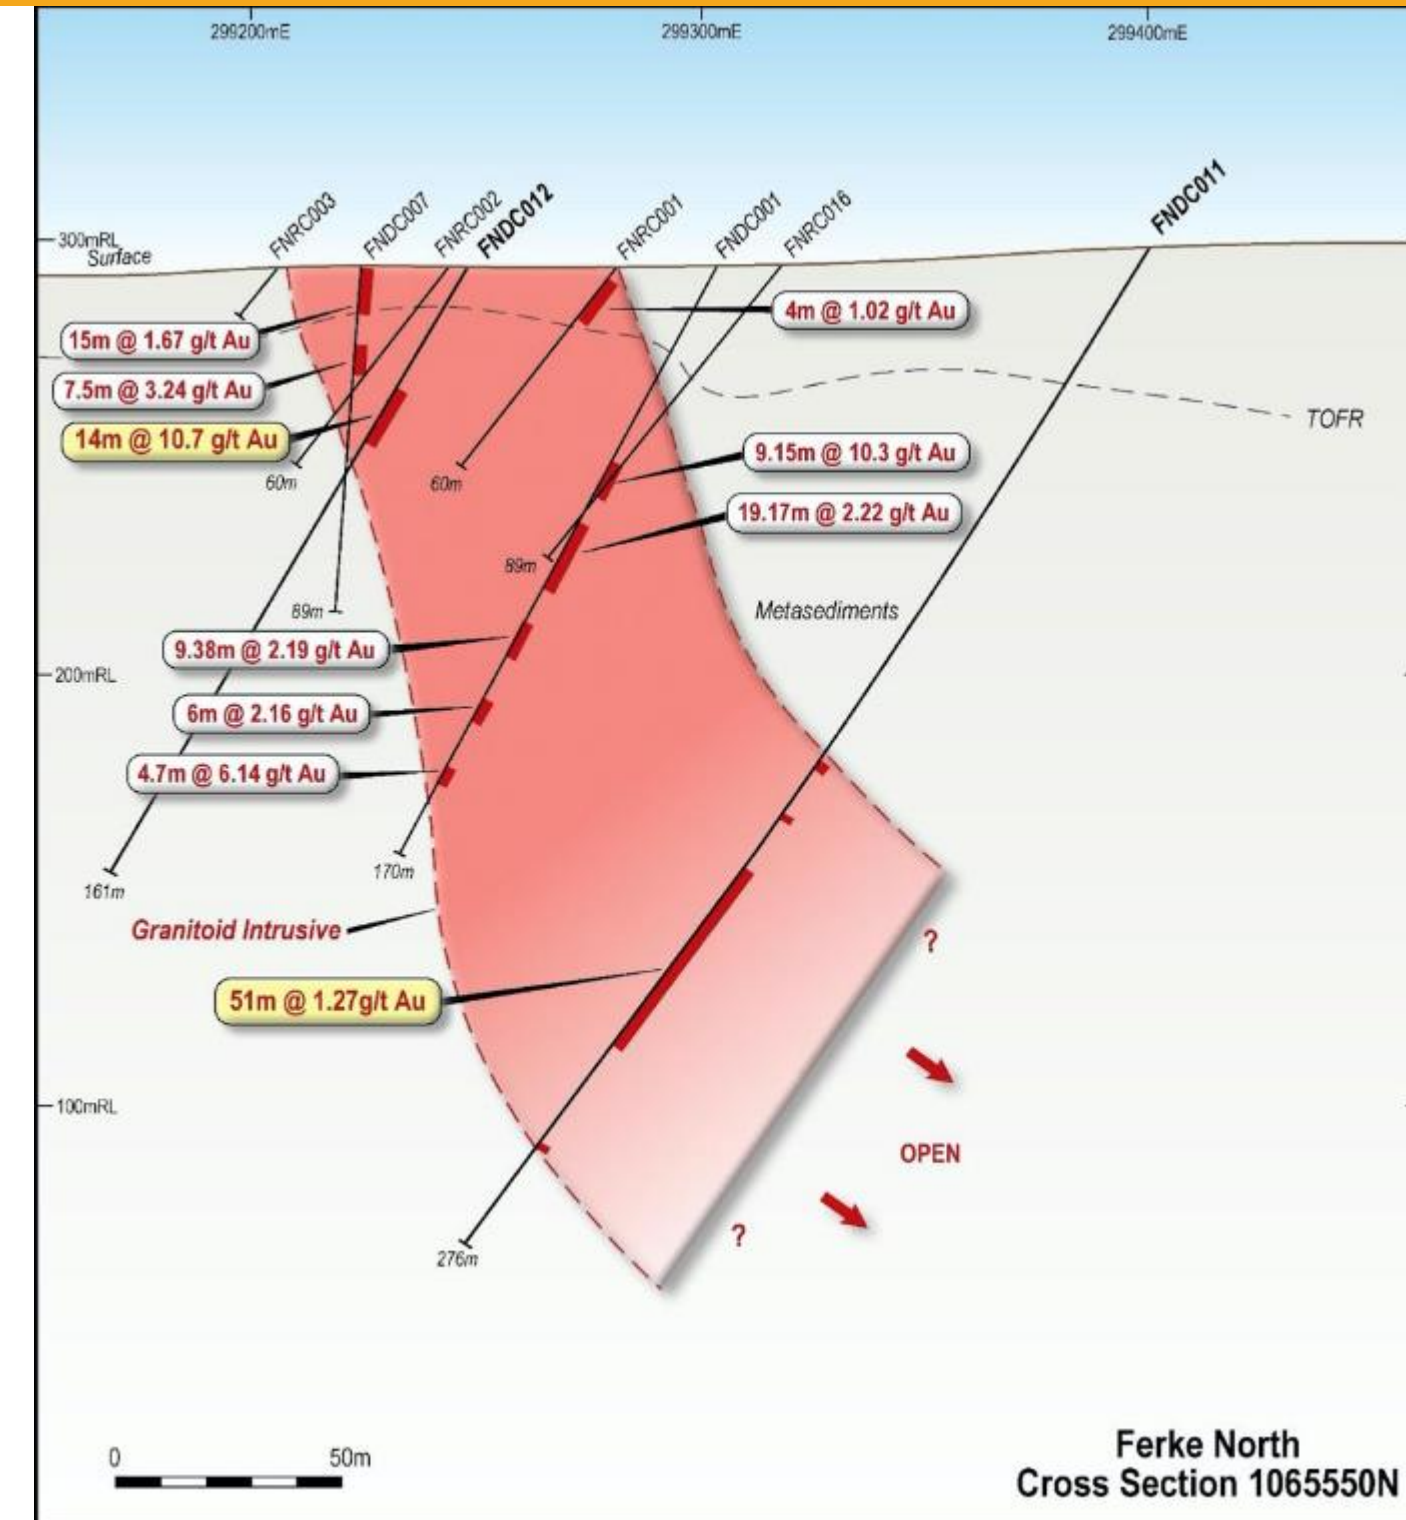 299200mE
299300mE
299400mE
FNRC003
FNDC007
FNRC002
FNDC012
FNRC001
FNDC001
FNRC016
FNDC011
300mRL
Surface
15m @ 1.67 g/t Au
4m @ 1.02 g/t Au
7.5m @ 3.24 g/t Au
14m @ 10.7 g/t Au
TOFR
9.15m @ 10.3 g/t Au
60m
60m
19.17m @ 2.22 g/t Au
89m
89m
Metasediments
9.38m @ 2.19 g/t Au
200mRL
6m @ 2.16 g/t Au
4.7m @ 6.14 g/t Au
170m
161m
Granitoid Intrusive
?
51m @ 1.27g/t Au
100mRL
OPEN
?
276m
Ferke North
Cross Section 1065550N
0 50m